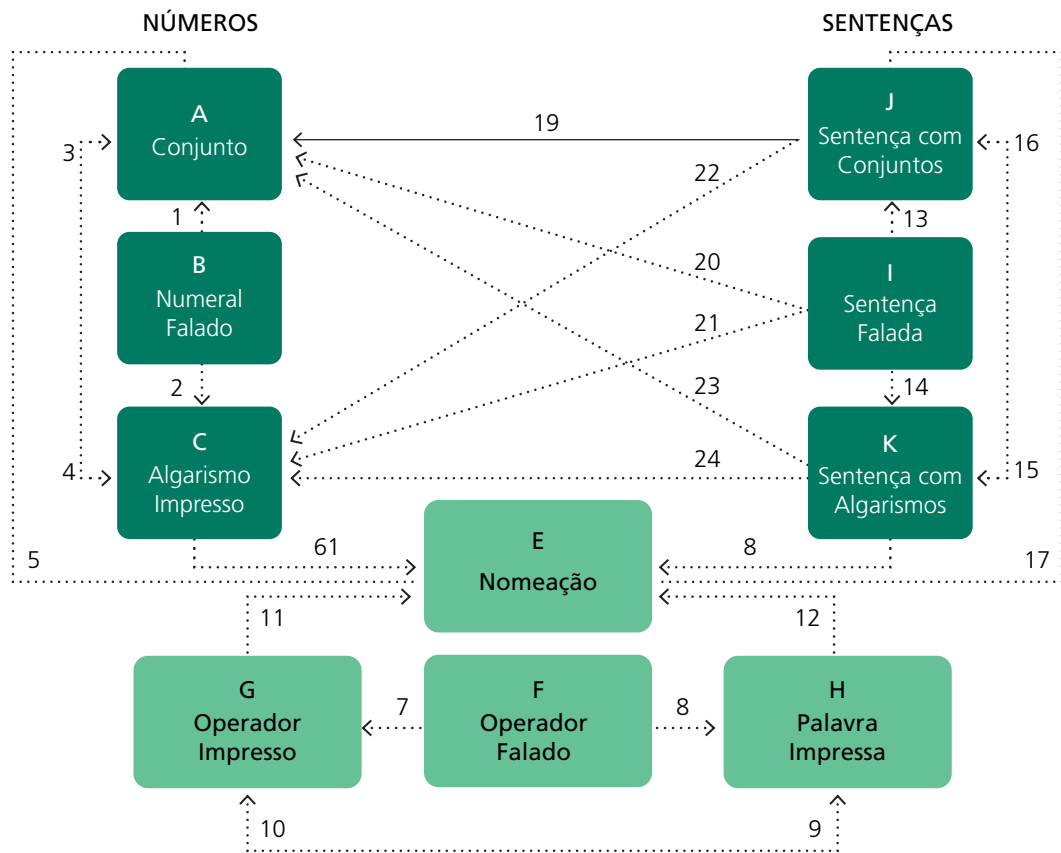 NÚMEROS
SENTENÇAS
A
Conjunto
J
Sentença com
Conjuntos
19
3
16
22
1
13
B
Numeral
Falado
I
Sentença
Falada
20
21
2
14
23
C
Algarismo
Impresso
K
Sentença com
Algarismos
4
24
15
5
61
E
Nomeação
8
17
11
12
G
Operador
Impresso
7
F
Operador
Falado
8
H
Palavra
Impressa
10
9